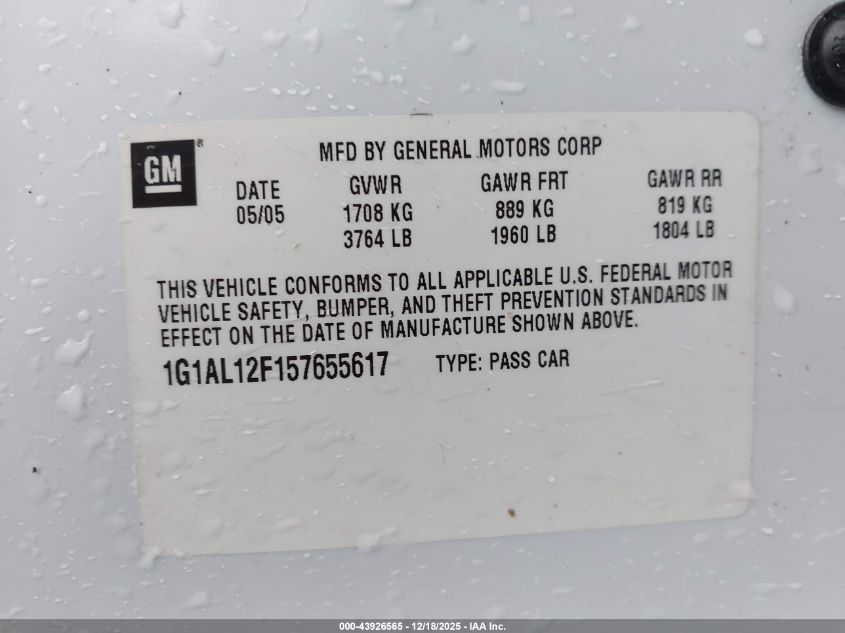 GM ®
MFD BY GENERAL MOTORS CORP
DATE GVWR GAWR FRT GAWR RR
05/05 1708 KG 889 KG 819 KG
3764 LB 1960 LB 1804 LB
THIS VEHICLE CONFORMS TO ALL APPLICABLE U.S. FEDERAL MOTOR
VEHICLE SAFETY, BUMPER, AND THEFT PREVENTION STANDARDS IN
EFFECT ON THE DATE OF MANUFACTURE SHOWN ABOVE.
1G1AL12F157655617 TYPE: PASS CAR
000-43926565 - 12/18/2025 - IAA Inc.